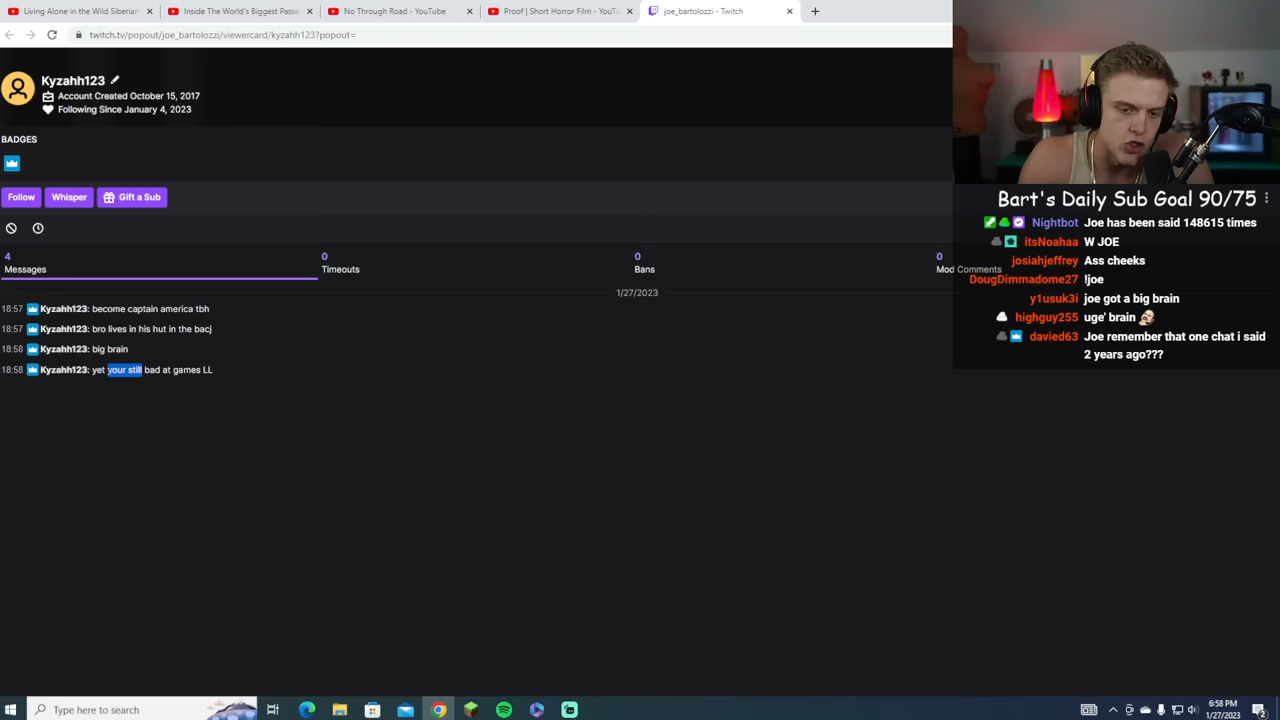 Living Alone in the Wild Siberian
Inside The World's Biggest Passe
No Through Road - YouTube
Proof | Short Horror Film - YouTu
joe_bartolozzi - Twitch
twitch.tv/popout/joe_bartolozzi/viewercard/kyzahh123?popout=
Kyzahh123
Account Created October 15, 2017
Following Since January 4, 2023
BADGES
Follow Whisper Gift a Sub
4 0 0 0
Messages Timeouts Bans Mod Comments
1/27/2023
18:57 Kyzahh123: become captain america tbh
18:57 Kyzahh123: bro lives in his hut in the bacj
18:58 Kyzahh123: big brain
18:58 Kyzahh123: yet your still bad at games LL
Bart's Daily Sub Goal 90/75
Nightbot Joe has been said 148615 times
itsNoahaa W JOE
josiahjeffrey Ass cheeks
DougDimmadome27 !joe
y1usuk3i joe got a big brain
highguy255 uge' brain
davied63 Joe remember that one chat i said
2 years ago???
Type here to search
6:58 PM
1/27/2023
2